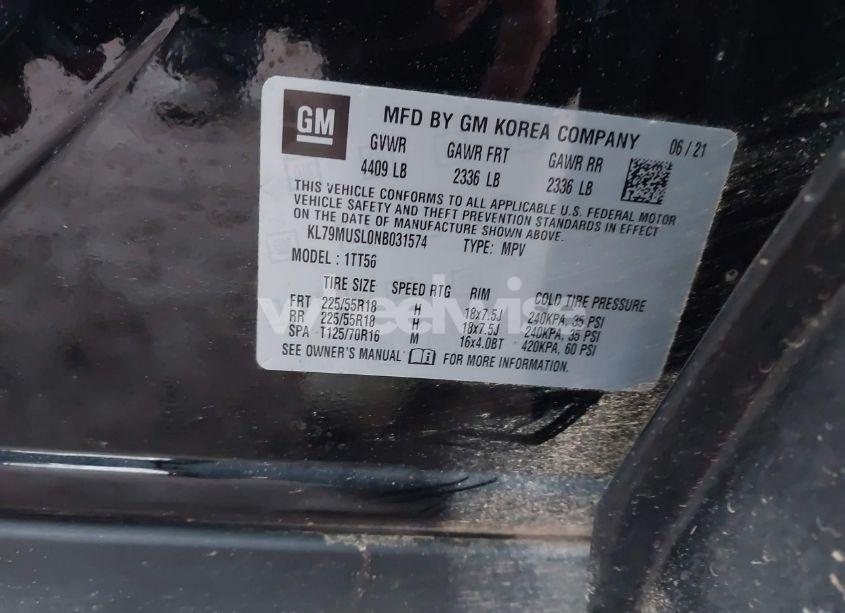 GM
MFD BY GM KOREA COMPANY 06 / 21
GVWR GAWR FRT GAWR RR
4409 LB 2336 LB 2336 LB
THIS VEHICLE CONFORMS TO ALL APPLICABLE U.S. FEDERAL MOTOR
VEHICLE SAFETY AND THEFT PREVENTION STANDARDS IN EFFECT
ON THE DATE OF MANUFACTURE SHOWN ABOVE.
KL79MUSL0NB031574 TYPE: MPV
MODEL : 1TT56
TIRE SIZE SPEED RTG RIM COLD TIRE PRESSURE
FRT 225/55R18 H 18x7.5J 240KPA, 35 PSI
RR 225/55R18 H 18x7.5J 240KPA, 35 PSI
SPA T125/70R16 M 16x4.0BT 420KPA, 60 PSI
SEE OWNER'S MANUAL FOR MORE INFORMATION.
wheelwise